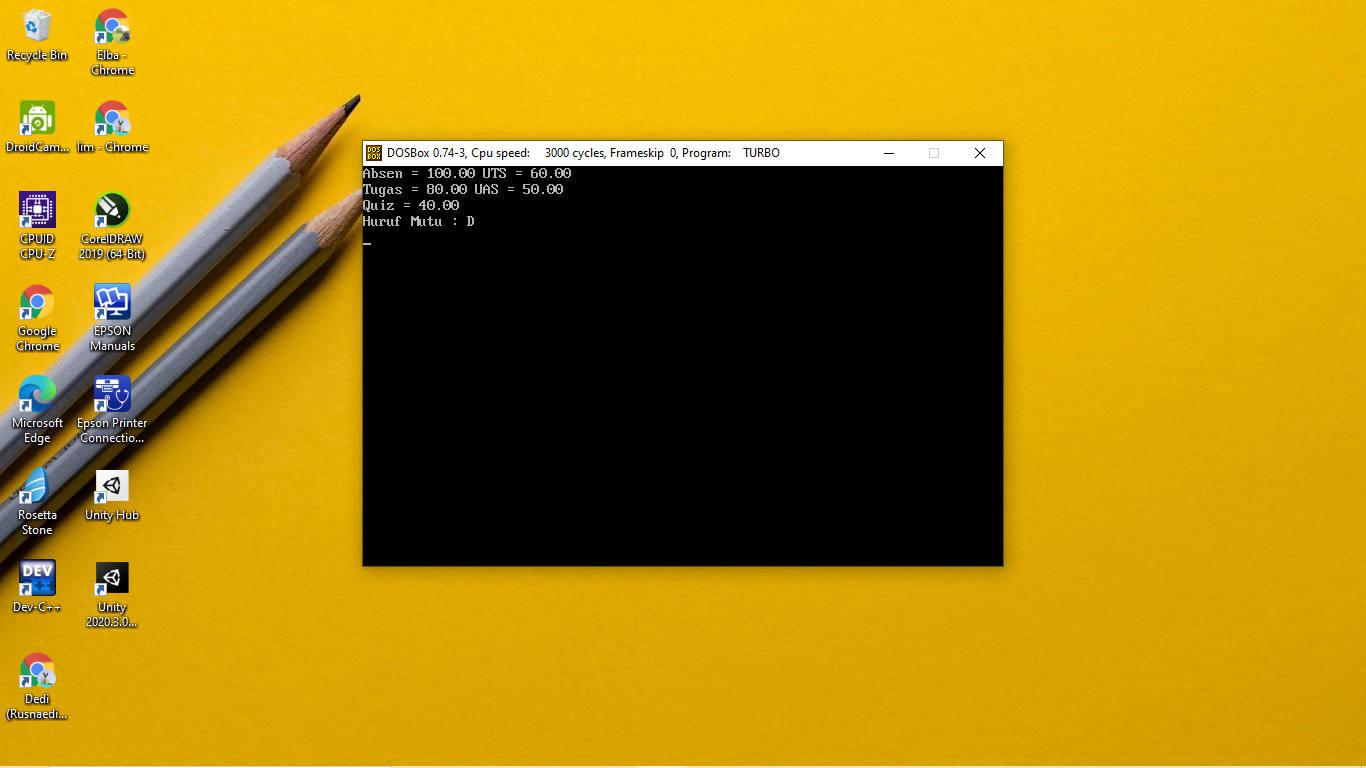 Recycle Bin
Elba -
Chrome
DroidCam...
Iim - Chrome
CPUID
CPU-Z
CorelDRAW
2019 (64-Bit)
Google
Chrome
EPSON
Manuals
Microsoft
Edge
Epson Printer
Connectio...
Rosetta
Stone
Unity Hub
DEV
Dev-C++
Unity
2020.3.0...
Dedi
(Rusnaedi...
DOS
BOX
DOSBox 0.74-3, Cpu speed: 3000 cycles, Frameskip 0, Program: TURBO
Absen = 100.00 UTS = 60.00
Tugas = 80.00 UAS = 50.00
Quiz = 40.00
Huruf Mutu : D
_